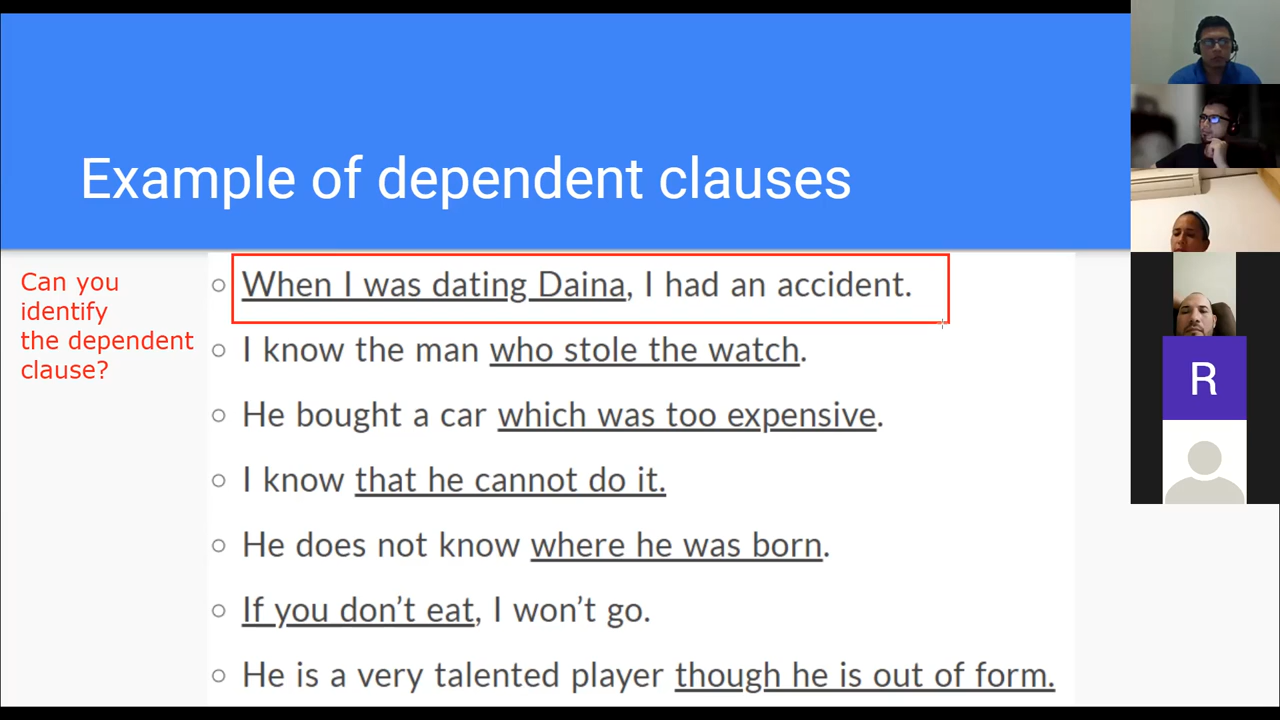 Example of dependent clauses
Can you
identify
the dependent
clause?
When I was dating Daina, I had an accident.
I know the man who stole the watch.
He bought a car which was too expensive.
I know that he cannot do it.
He does not know where he was born.
If you don’t eat, I won’t go.
He is a very talented player though he is out of form.
R